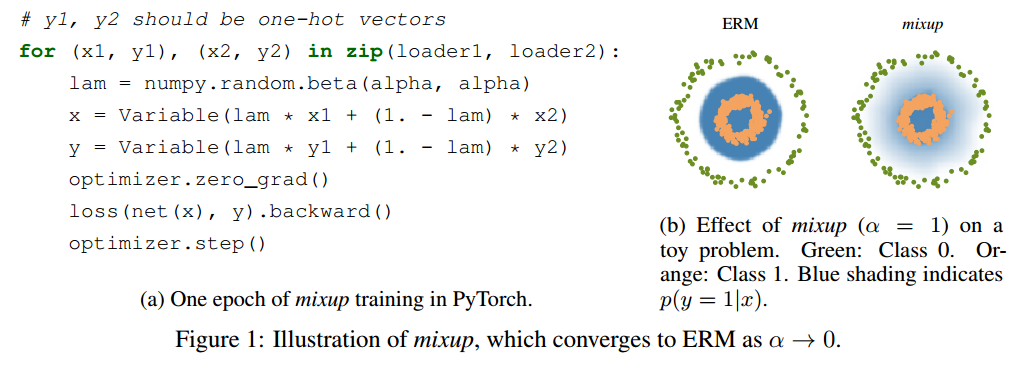 # y1, y2 should be one-hot vectors
for (x1, y1), (x2, y2) in zip(loader1, loader2):
    lam = numpy.random.beta(alpha, alpha)
    x = Variable(lam * x1 + (1. - lam) * x2)
    y = Variable(lam * y1 + (1. - lam) * y2)
    optimizer.zero_grad()
    loss(net(x), y).backward()
    optimizer.step()
(a) One epoch of mixup training in PyTorch.
ERM
mixup
(b) Effect of mixup (α = 1) on a
toy problem. Green: Class 0. Or-
ange: Class 1. Blue shading indicates
p(y = 1|x).
Figure 1: Illustration of mixup, which converges to ERM as α → 0.